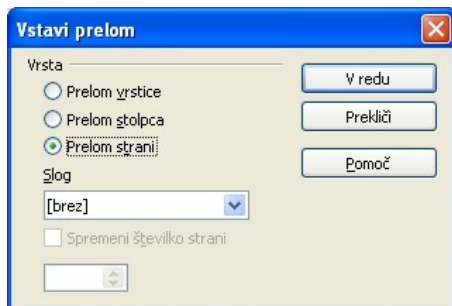 Vstavi prelom
Vrsta
Prelom vrstice
Prelom stolpca
Prelom strani
Slog
[brez]
Spremeni številko strani
V redu
Prekliči
Pomoč